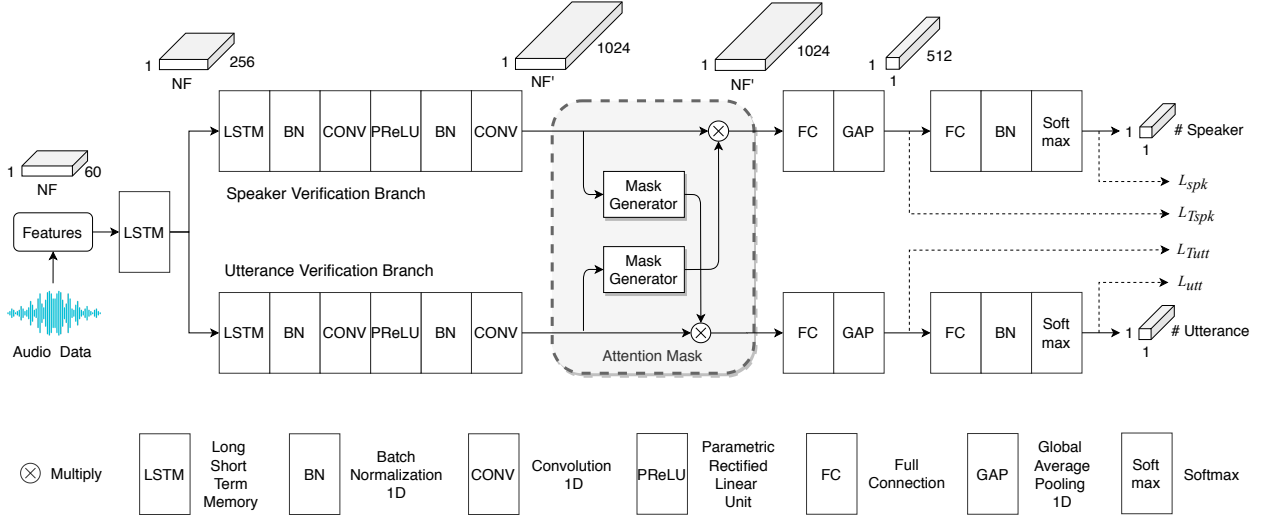 1
NF
256
1
NF'
1024
1
NF'
1024
1
1
512
LSTM
BN
CONV
PReLU
BN
CONV
FC
GAP
FC
BN
Soft
max
1
1
# Speaker
1
NF
60
Speaker Verification Branch
Mask
Generator
L_spk
L_Tspk
Features
LSTM
Utterance Verification Branch
Mask
Generator
L_Tutt
L_utt
LSTM
BN
CONV
PReLU
BN
CONV
FC
GAP
FC
BN
Soft
max
1
1
# Utterance
Audio Data
Attention Mask
Multiply
LSTM
Long
Short
Term
Memory
BN
Batch
Normalization
1D
CONV
Convolution
1D
PReLU
Parametric
Rectified
Linear
Unit
FC
Full
Connection
GAP
Global
Average
Pooling
1D
Soft
max
Softmax